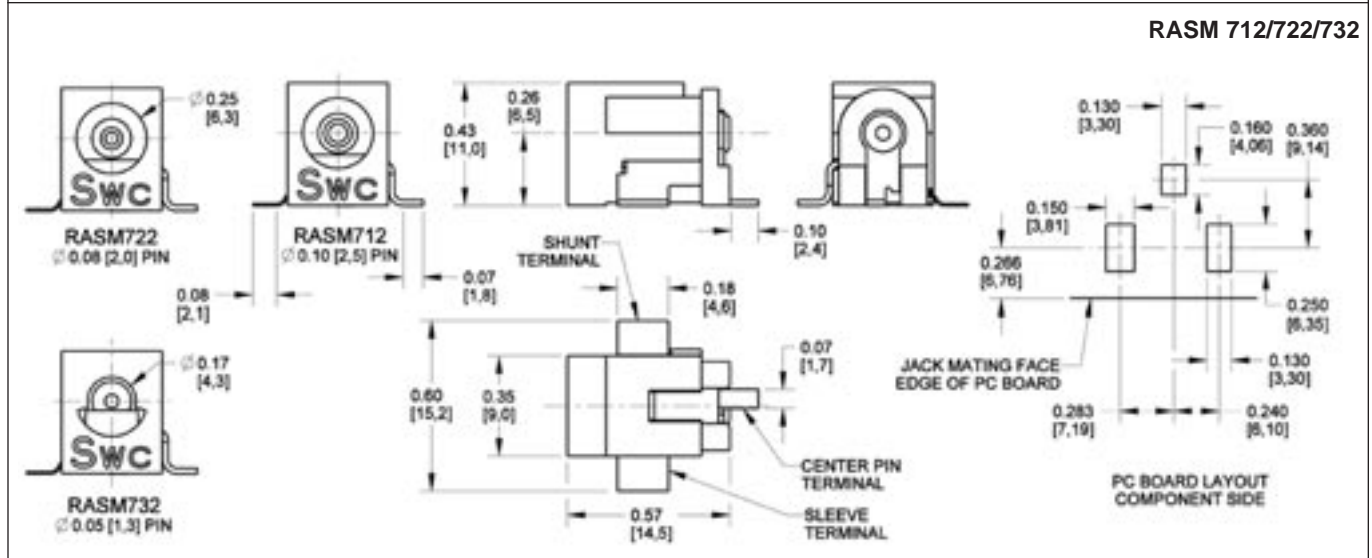 RASM 712/722/732
Ø 0.25
[6,3]
SWC
RASM722
Ø 0.08 [2,0] PIN
SWC
RASM712
Ø 0.10 [2,5] PIN
0.08
[2,1]
0.07
[1,8]
0.43
[11,0]
0.26
[6,5]
0.10
[2,4]
Ø 0.17
[4,3]
SWC
RASM732
Ø 0.05 [1,3] PIN
SHUNT
TERMINAL
0.18
[4,6]
0.60
[15,2]
0.35
[9,0]
0.07
[1,7]
CENTER PIN
TERMINAL
SLEEVE
TERMINAL
0.57
[14,5]
0.130
[3,30]
0.160
[4,06]
0.360
[9,14]
0.150
[3,81]
0.266
[6,76]
0.250
[6,35]
JACK MATING FACE
EDGE OF PC BOARD
0.130
[3,30]
0.283
[7,19]
0.240
[6,10]
PC BOARD LAYOUT
COMPONENT SIDE